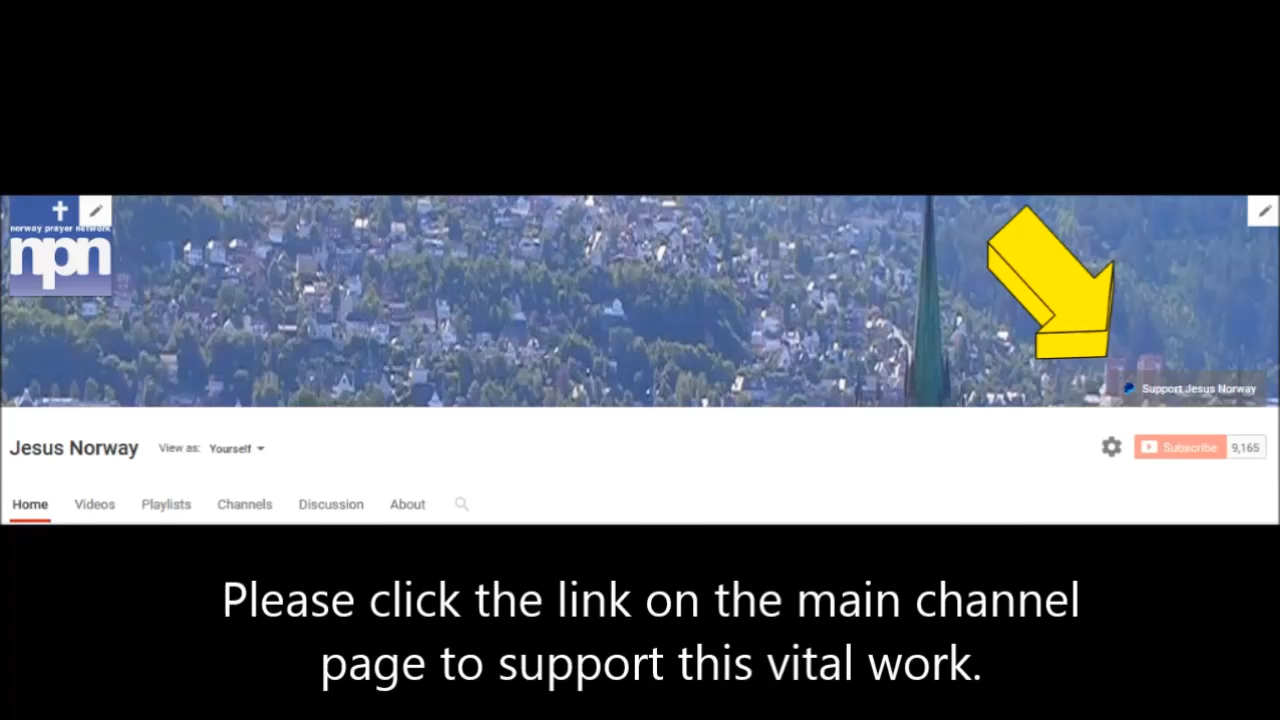 norway prayer network
npn
Support Jesus Norway
Jesus Norway View as: Yourself
Subscribe 9,165
Home Videos Playlists Channels Discussion About
Please click the link on the main channel
page to support this vital work.